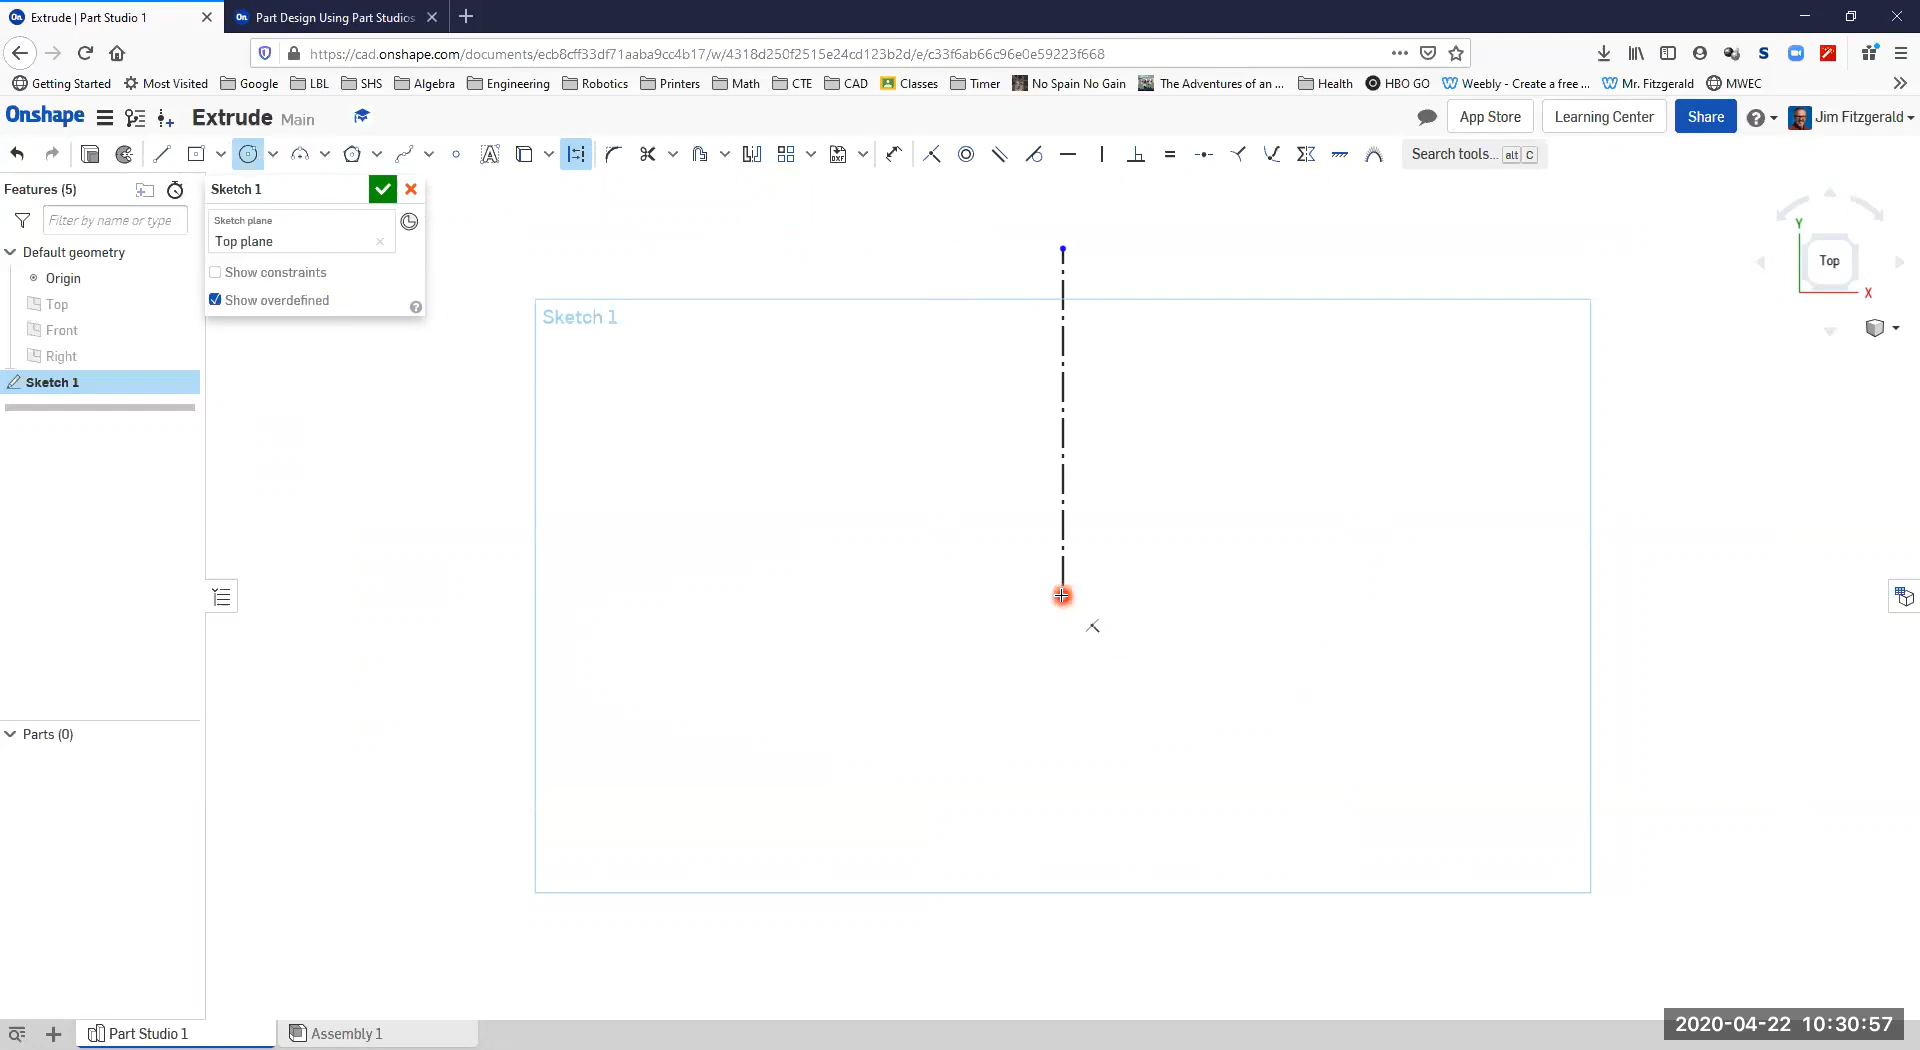 Extrude | Part Studio 1
Part Design Using Part Studios
https://cad.onshape.com/documents/ecb8cff33df71aaba9cc4b17/w/4318d250f2515e24cd123b2d/e/c33f6ab66c96e0e59223f668
Getting Started Most Visited Google LBL SHS Algebra Engineering Robotics Printers Math CTE CAD Classes Timer No Spain No Gain The Adventures of an ... Health HBO GO Weebly - Create a free ... Mr. Fitzgerald MWEC
Onshape Extrude Main App Store Learning Center Share Jim Fitzgerald
Search tools... alt C
Features (5)
Filter by name or type
Default geometry
Origin
Top
Front
Right
Sketch 1
Parts (0)
Sketch 1
Sketch plane
Top plane
Show constraints
Show overdefined
Sketch 1
Y
Top
X
Part Studio 1
Assembly 1
2020-04-22 10:30:57